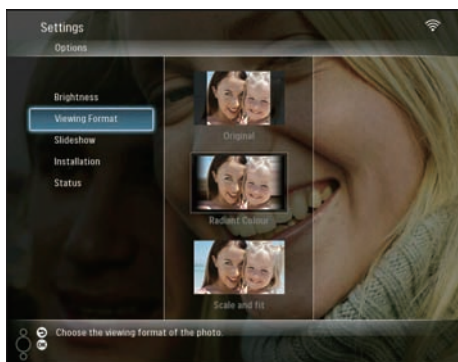 Settings
Options
Brightness
Viewing Format
Slideshow
Installation
Status
Original
Radiant Colour
Scale and fit
Choose the viewing format of the photo.
OK